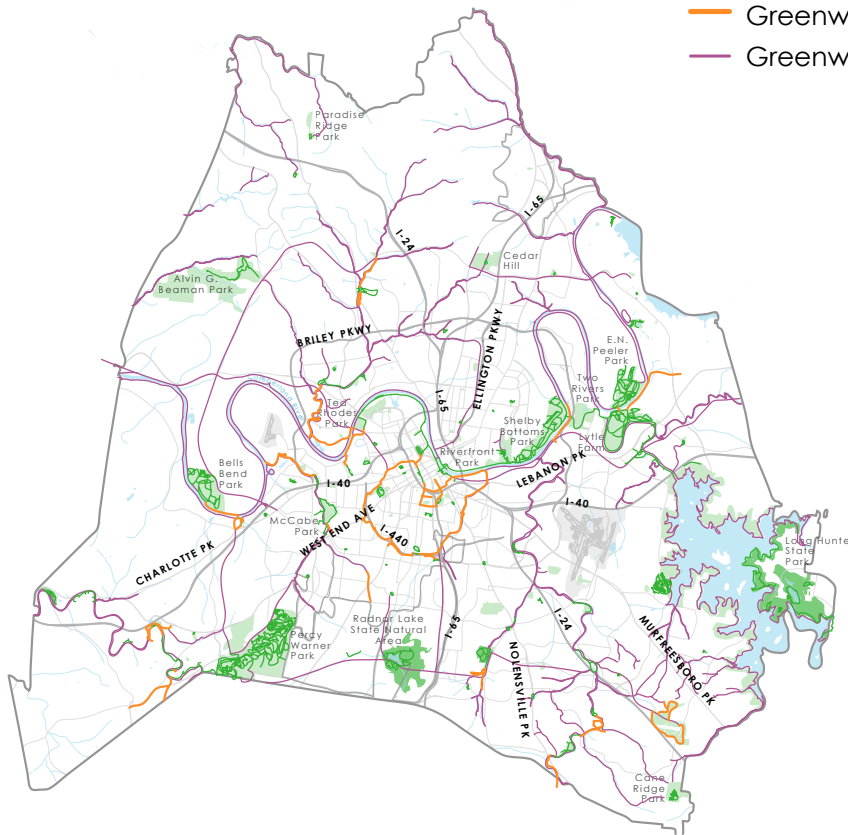 Greenw
Greenw
Paradise
Ridge
Park
I-65
I-24
Cedar
Hill
Alvin G.
Beaman Park
BRILEY PKWY
ELLINGTON PKWY
E.N.
Peeler
Park
Two
Rivers
Park
I-65
Ted
Rhodes
Park
Shelby
Bottoms
Park
Lytle
Farm
Riverfront
Park
LEBANON PK
Bells
Bend
Park
I-40
I-40
McCabe
Park
WEST END AVE
I-440
Long Hunte
State
Park
CHARLOTTE PK
I-24
Radnor Lake
State Natural
Area
I-65
Percy
Warner
Park
MURFREESBORO PK
NOLENSVILLE PK
Cane
Ridge
Park